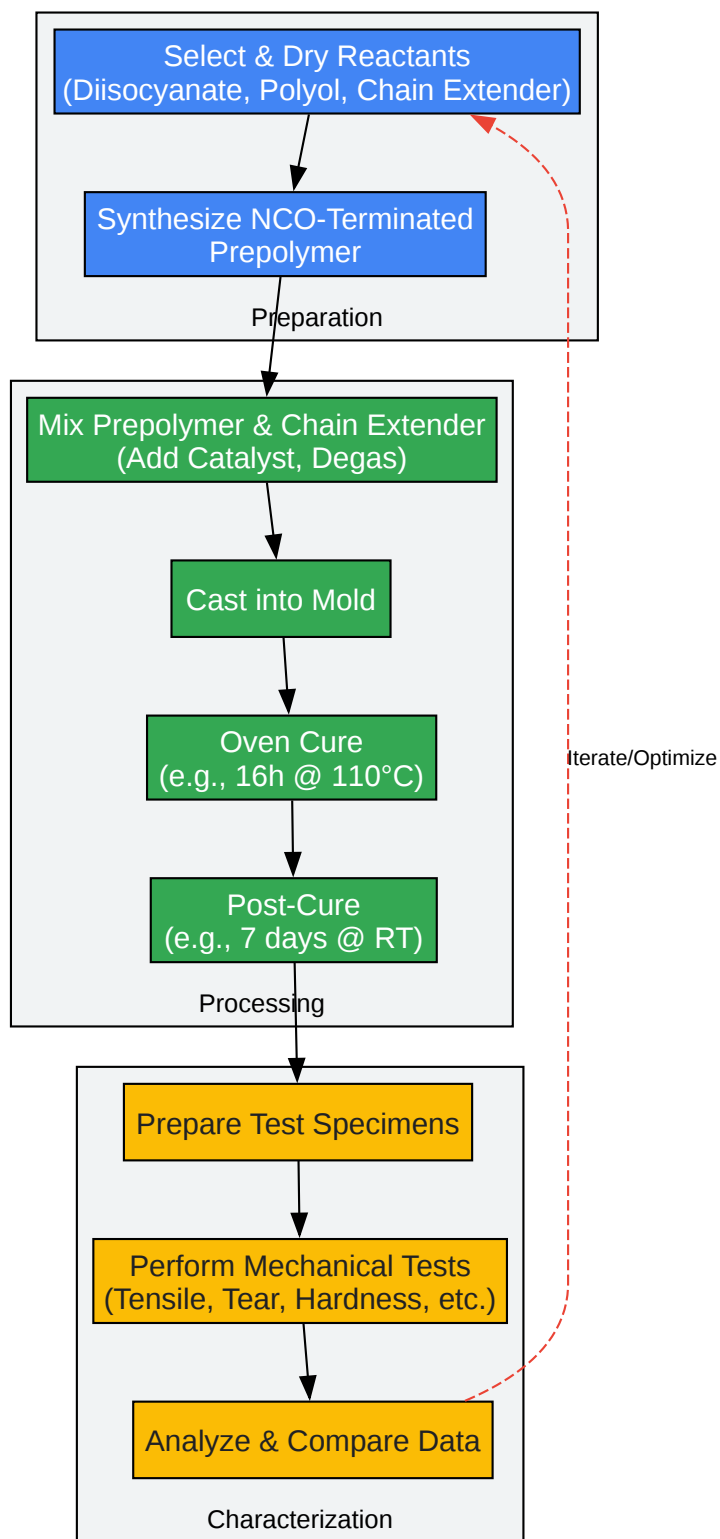 Select & Dry Reactants
(Diisocyanate, Polyol, Chain Extender)
Synthesize NCO-Terminated
Prepolymer
Preparation
Mix Prepolymer & Chain Extender
(Add Catalyst, Degas)
Cast into Mold
Oven Cure
(e.g., 16h @ 110°C)
Iterate/Optimize
Post-Cure
(e.g., 7 days @ RT)
Processing
Prepare Test Specimens
Perform Mechanical Tests
(Tensile, Tear, Hardness, etc.)
Analyze & Compare Data
Characterization